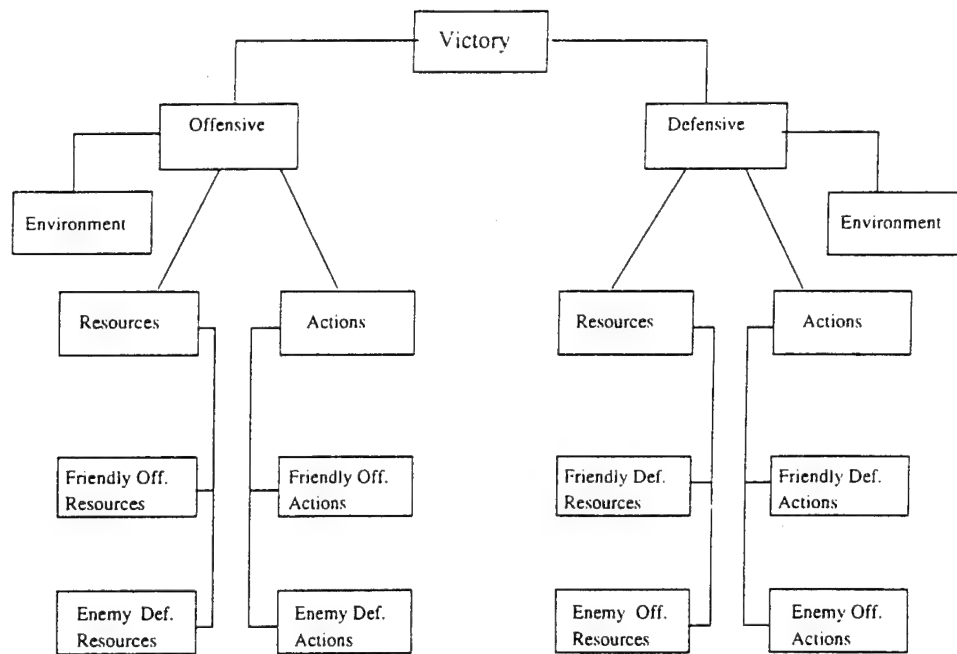 Victory
Offensive
Defensive
Environment
Environment
Resources
Actions
Resources
Actions
Friendly Off.
Resources
Friendly Off.
Actions
Friendly Def.
Resources
Friendly Def.
Actions
Enemy Def.
Resources
Enemy Def.
Actions
Enemy Off.
Resources
Enemy Off.
Actions